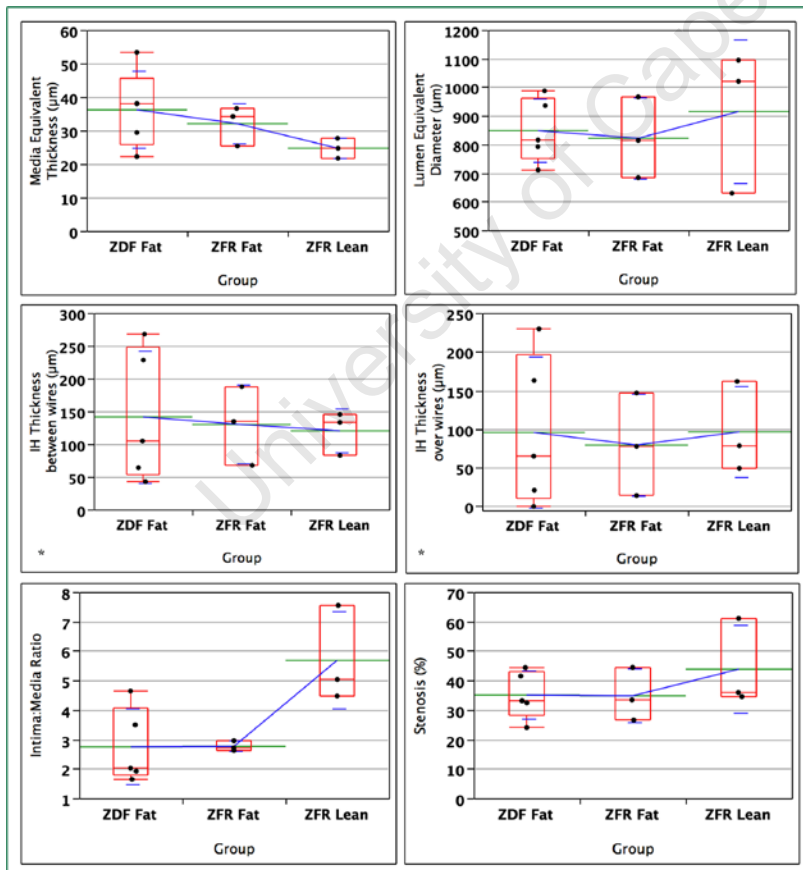 Media Equivalent
Thickness (µm)
60
50
40
30
20
10
0
ZDF Fat ZFR Fat ZFR Lean
Group
Lumen Equivalent
Diameter (µm)
1200
1100
1000
900
800
700
600
500
ZDF Fat ZFR Fat ZFR Lean
Group
IH Thickness
between wires (µm)
300
250
200
150
100
50
0
ZDF Fat ZFR Fat ZFR Lean
*
Group
IH Thickness
over wires (µm)
250
200
150
100
50
0
ZDF Fat ZFR Fat ZFR Lean
*
Group
Intima:Media Ratio
8
7
6
5
4
3
2
1
ZDF Fat ZFR Fat ZFR Lean
Group
Stenosis (%)
70
60
50
40
30
20
10
0
ZDF Fat ZFR Fat ZFR Lean
Group
University of Cape